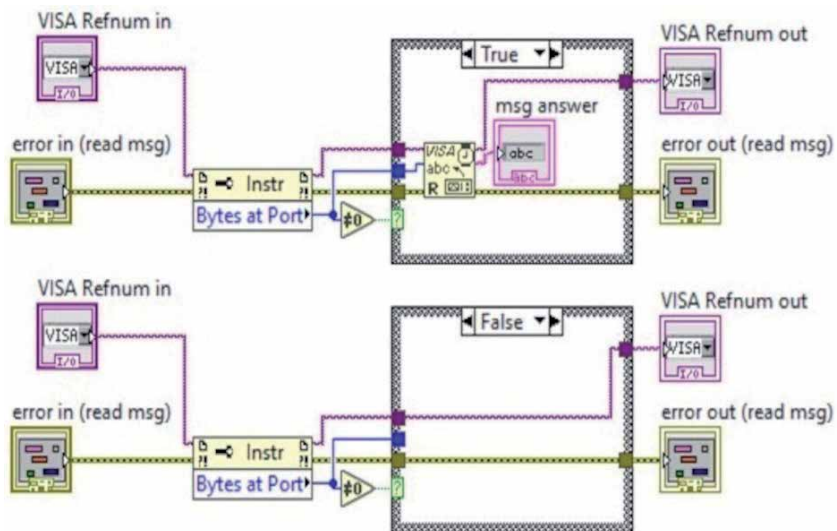 VISA Refnum in
VISA
I/O
error in (read msg)
Instr
Bytes at Port
≠0
True
?
VISA
abc
R
msg answer
abc
abc
VISA Refnum out
VISA
I/O
error out (read msg)
VISA Refnum in
VISA
I/O
error in (read msg)
Instr
Bytes at Port
≠0
False
?
VISA Refnum out
VISA
I/O
error out (read msg)